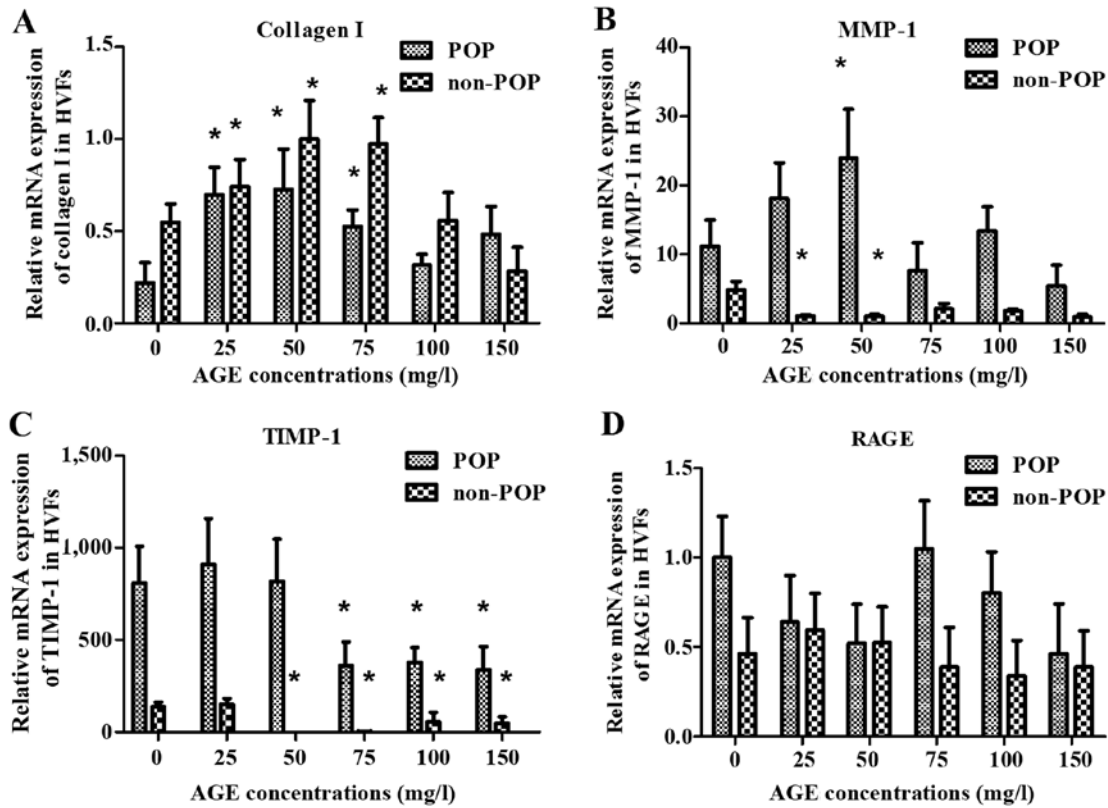 A
Collagen I
Relative mRNA expression
of collagen I in HVFs
1.5
1.0
0.5
0.0
POP
non-POP
* * * * * *
0 25 50 75 100 150
AGE concentrations (mg/l)
B
MMP-1
Relative mRNA expression
of MMP-1 in HVFs
40
30
20
10
0
POP
non-POP
* * *
0 25 50 75 100 150
AGE concentrations (mg/l)
C
TIMP-1
Relative mRNA expression
of TIMP-1 in HVFs
1,500
1,000
500
0
POP
non-POP
* * * * * * *
0 25 50 75 100 150
AGE concentrations (mg/l)
D
RAGE
Relative mRNA expression
of RAGE in HVFs
1.5
1.0
0.5
0.0
POP
non-POP
0 25 50 75 100 150
AGE concentrations (mg/l)